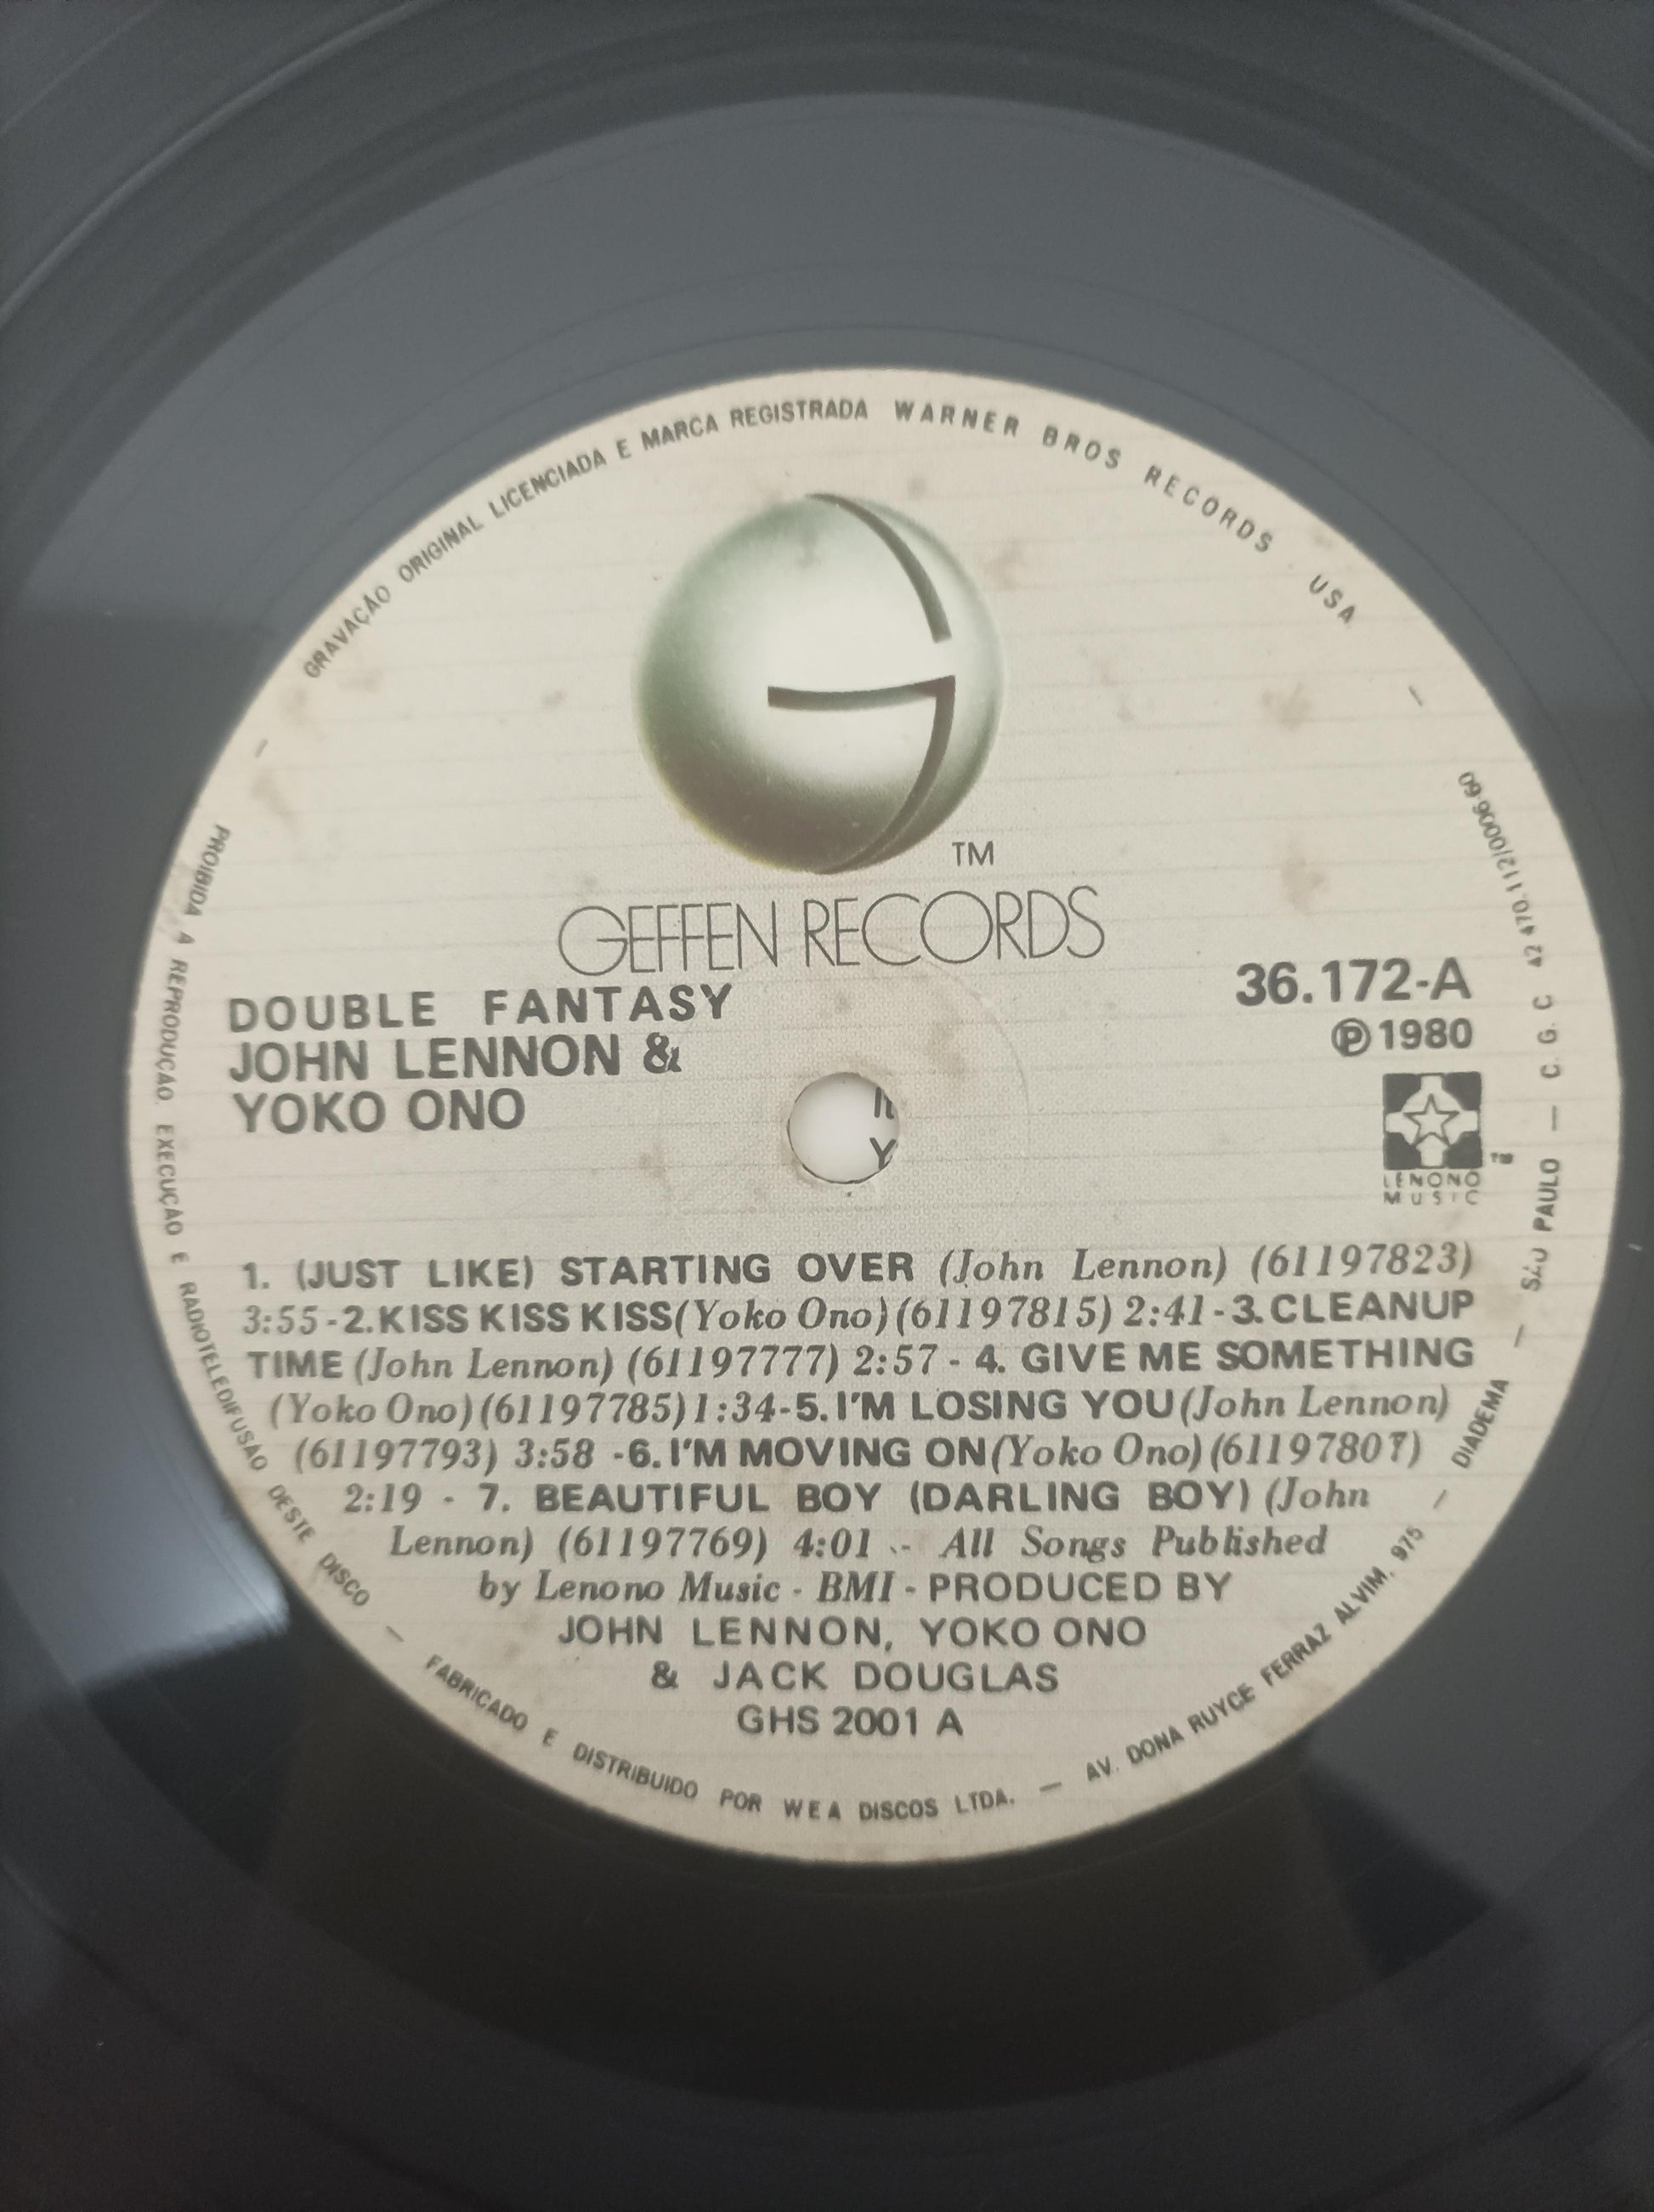 GRAVAÇÃO ORIGINAL LICENCIADA E MARCA REGISTRADA WARNER BROS RECORDS USA
TM
GEFFEN RECORDS
DOUBLE FANTASY
JOHN LENNON &
YOKO ONO
36.172-A
Ⓟ1980
LENONO TM
MUSIC
1. (JUST LIKE) STARTING OVER (John Lennon) (61197823)
3:55-2.KISS KISS KISS(Yoko Ono)(61197815) 2:41-3.CLEANUP
TIME (John Lennon) (61197777) 2:57 - 4. GIVE ME SOMETHING
(Yoko Ono)(61197785)1:34-5.I'M LOSING YOU(John Lennon)
(61197793) 3:58 -6.I'M MOVING ON(Yoko Ono)(61197807)
2:19 - 7. BEAUTIFUL BOY (DARLING BOY) (John
Lennon) (61197769) 4:01 - All Songs Published
by Lenono Music - BMI - PRODUCED BY
JOHN LENNON, YOKO ONO
& JACK DOUGLAS
GHS 2001 A
PROIBIDA A REPRODUÇÃO, EXECUÇÃO E RADIOTELEDIFUSÃO DESTE DISCO — FABRICADO E DISTRIBUIDO POR WEA DISCOS LTDA. — AV. DONA RUYCE FERRAZ ALVIM, 975 — DIADEMA — SÃO PAULO — C. G. C 42 470.112/0006-60